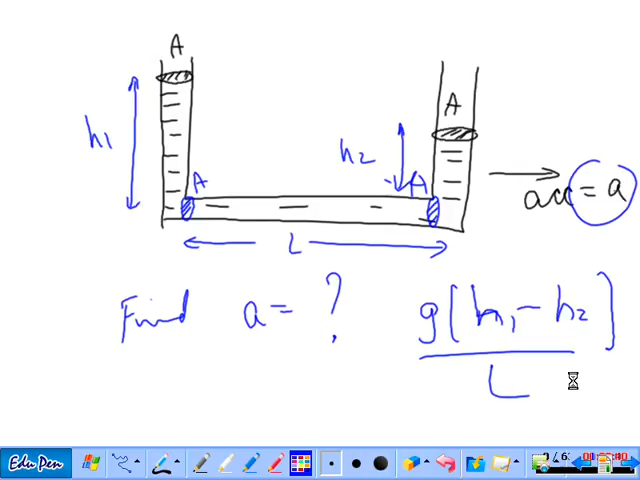 A
A
h1
h2
A
A
acc = a
L
Find a = ? g(h1 - h2)
L
Edu Pen